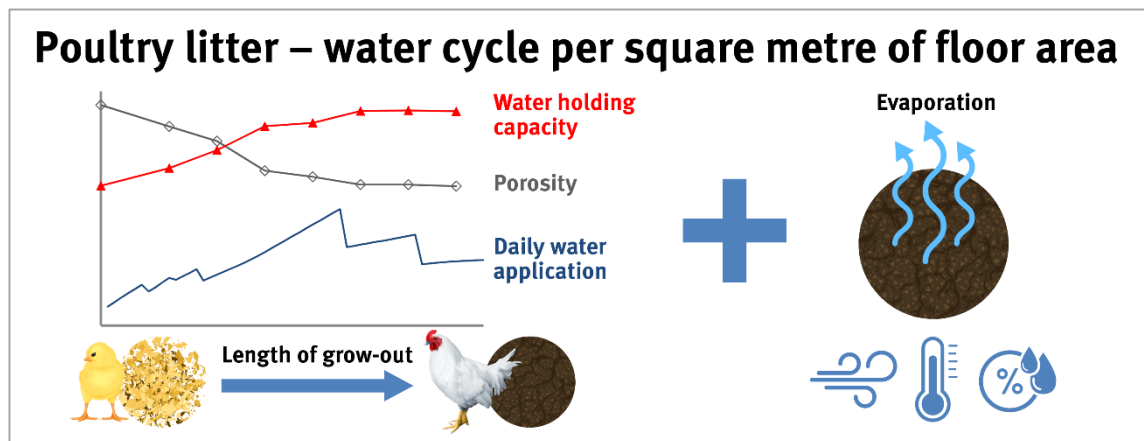 Poultry litter – water cycle per square metre of floor area
Water holding
capacity
Porosity
Daily water
application
Length of grow-out
Evaporation
%